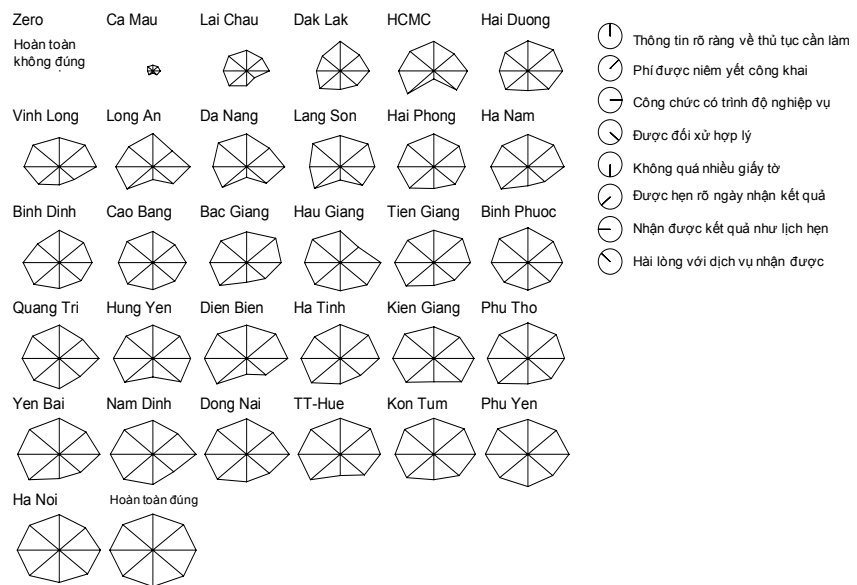 Zero Ca Mau Lai Chau Dak Lak HCMC Hai Duong
Hoàn toàn
không đúng
Vinh Long Long An Da Nang Lang Son Hai Phong Ha Nam
Binh Dinh Cao Bang Bac Giang Hau Giang Tien Giang Binh Phuoc
Quang Tri Hung Yen Dien Bien Ha Tinh Kien Giang Phu Tho
Yen Bai Nam Dinh Dong Nai TT-Hue Kon Tum Phu Yen
Ha Noi Hoàn toàn đúng
Thông tin rõ ràng về thủ tục cần làm
Phí được niêm yết công khai
Công chức có trình độ nghiệp vụ
Được đối xử hợp lý
Không quá nhiều giấy tờ
Được hẹn rõ ngày nhận kết quả
Nhận được kết quả như lịch hẹn
Hài lòng với dịch vụ nhận được